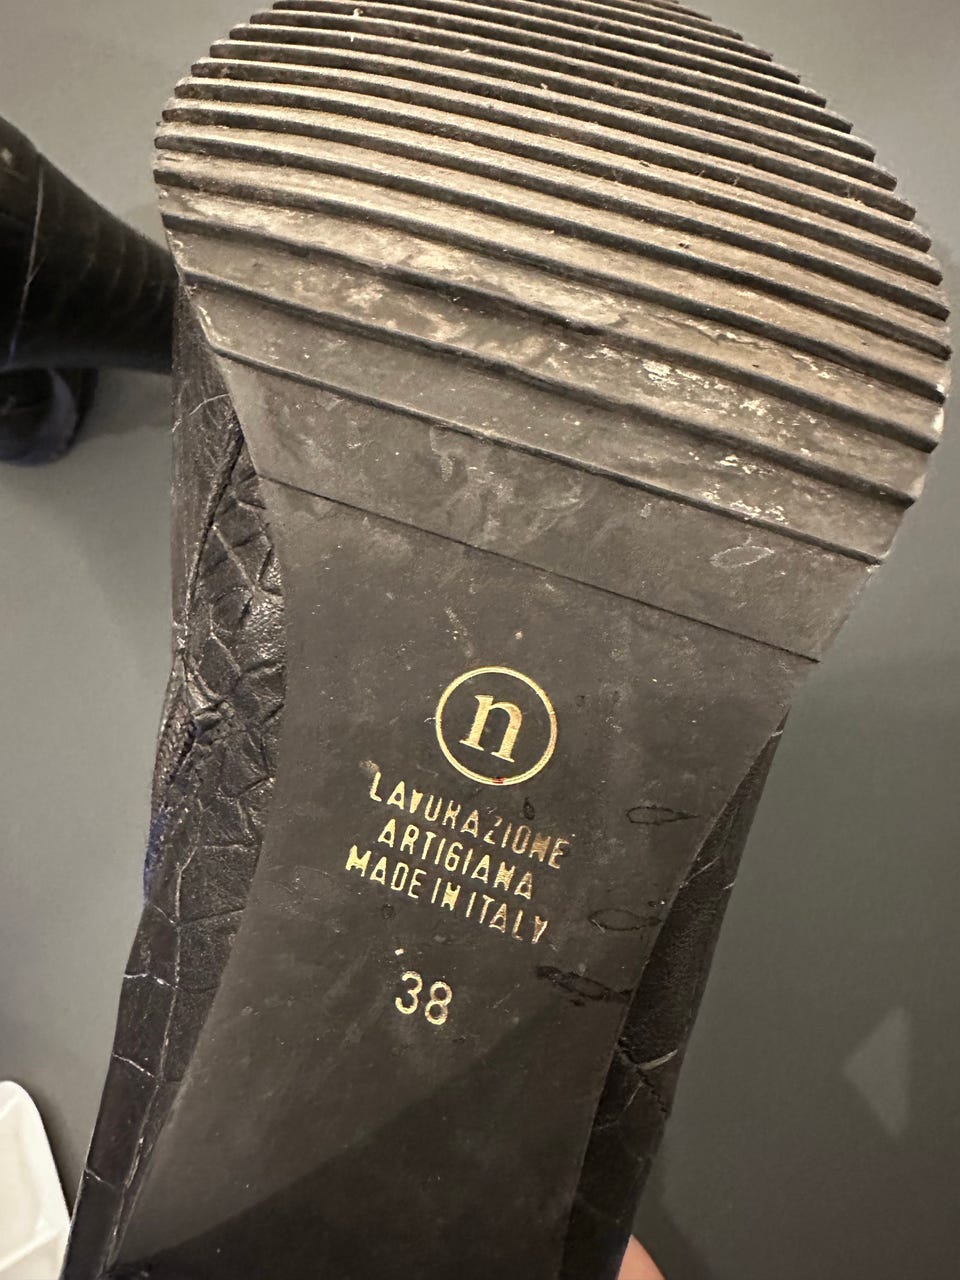 n
LAVORAZIONE
ARTIGIANA
MADE IN ITALY
38